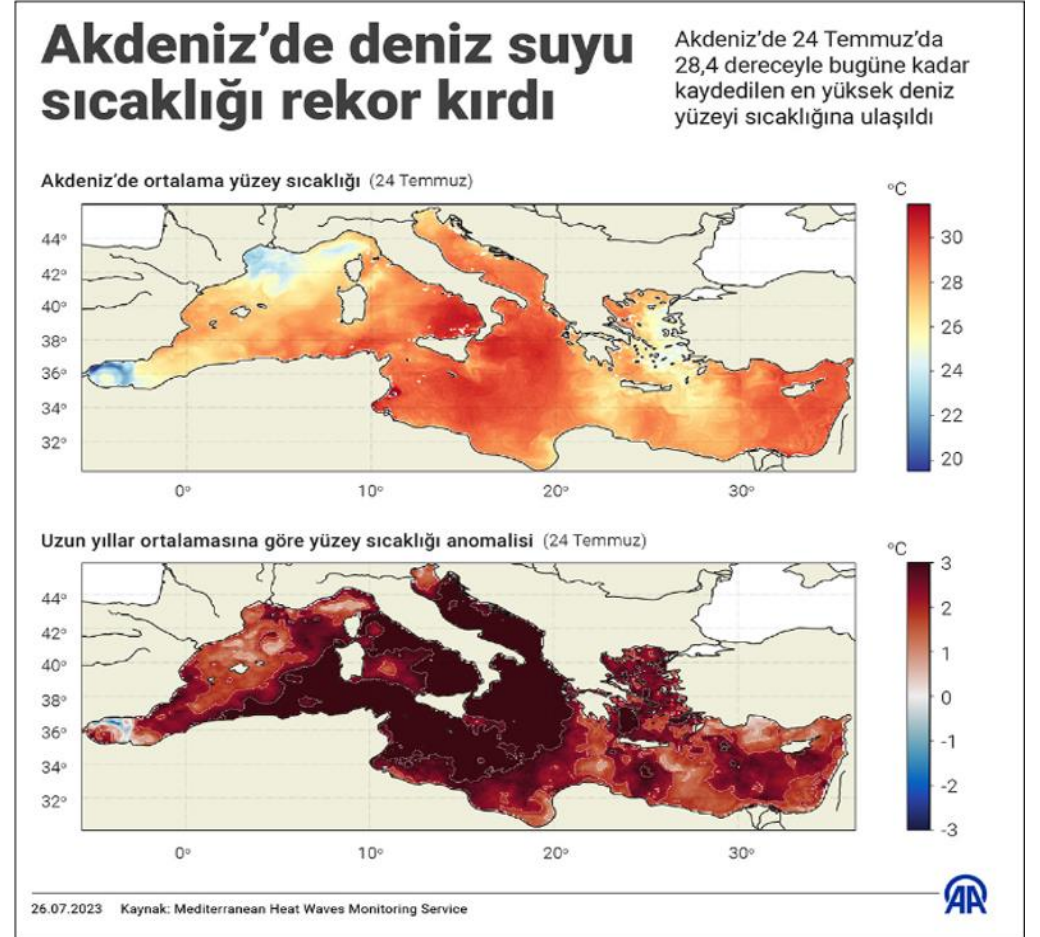 Akdeniz’de deniz suyu
sıcaklığı rekor kırdı
Akdeniz’de 24 Temmuz’da
28,4 dereceyle bugüne kadar
kaydedilen en yüksek deniz
yüzeyi sıcaklığına ulaşıldı
Akdeniz’de ortalama yüzey sıcaklığı (24 Temmuz)
°C
44°
42°
40°
38°
36°
34°
32°
0°
10°
20°
30°
30
28
26
24
22
20
Uzun yıllar ortalamasına göre yüzey sıcaklığı anomalisi (24 Temmuz)
°C
44°
42°
40°
38°
36°
34°
32°
0°
10°
20°
30°
3
2
1
0
-1
-2
-3
26.07.2023 Kaynak: Mediterranean Heat Waves Monitoring Service
AA